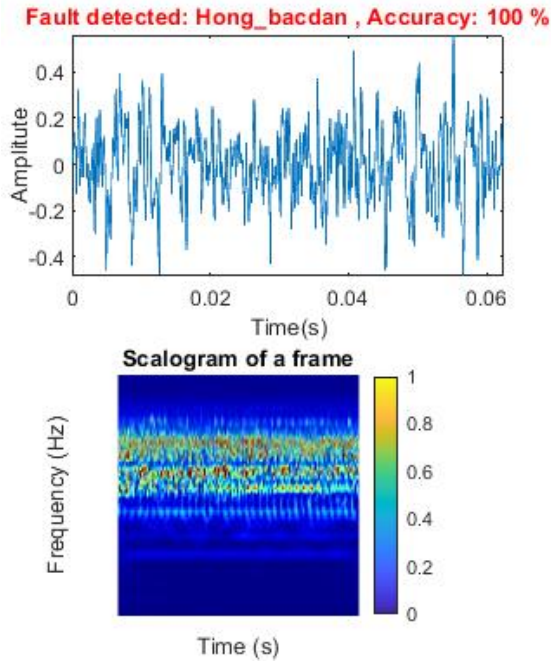 Fault detected: Hong_bacdan , Accuracy: 100 %
0.4
0.2
0
-0.2
-0.4
Amplitute
0 0.02 0.04 0.06
Time(s)
Scalogram of a frame
Frequency (Hz)
1
0.8
0.6
0.4
0.2
0
Time (s)